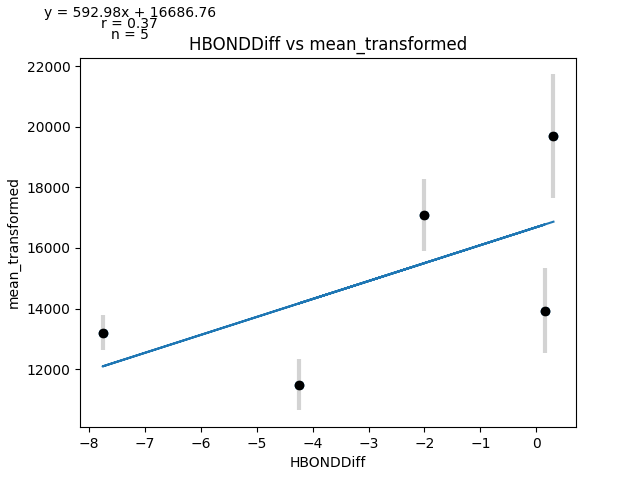 y = 592.98x + 16686.76
r = 0.37
n = 5
HBONDDiff vs mean_transformed
22000
20000
18000
16000
14000
12000
mean_transformed
−8
−7
−6
−5
−4
−3
−2
−1
0
HBONDDiff